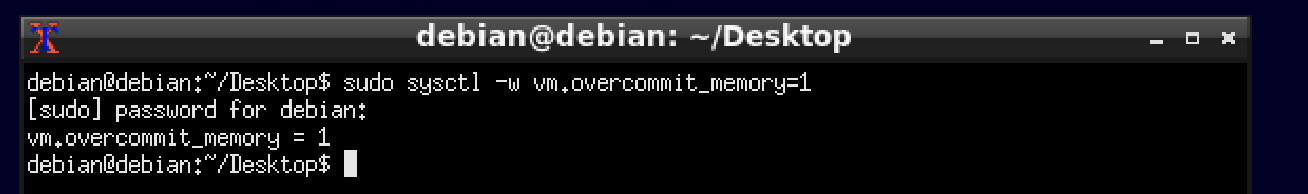 debian@debian: ~/Desktop
debian@debian:~/Desktop$ sudo sysctl -w vm.overcommit_memory=1
[sudo] password for debian:
vm.overcommit_memory = 1
debian@debian:~/Desktop$